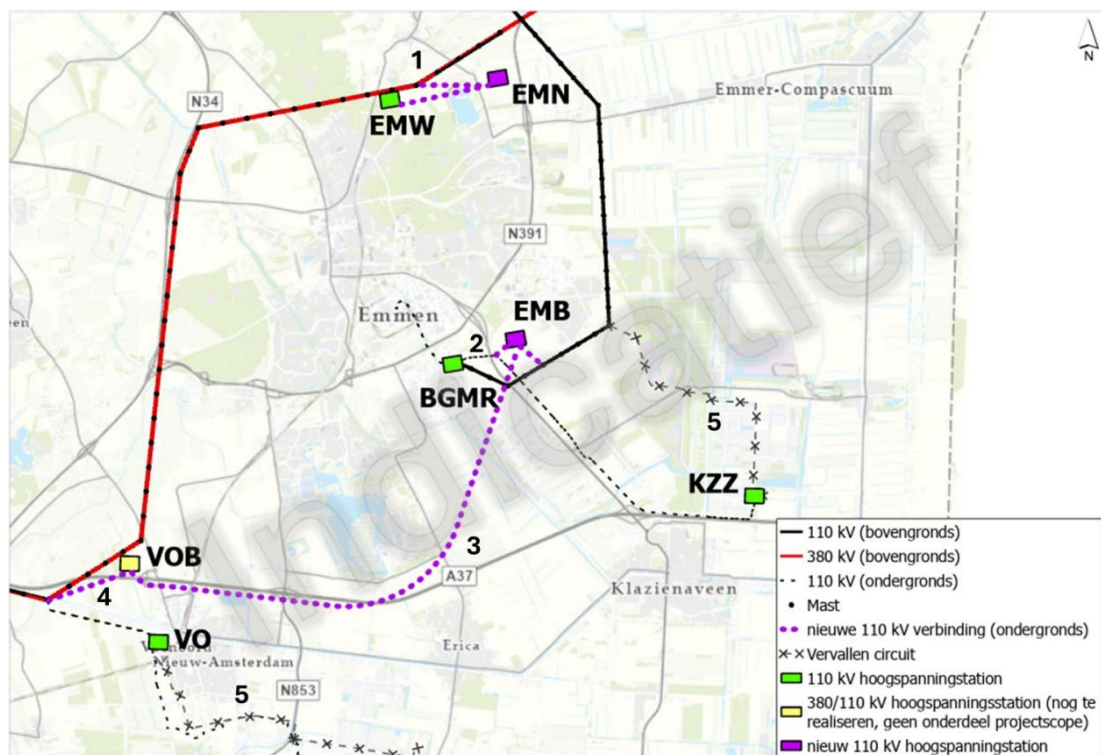 1
N
EMN
Emmer-Compascuum
EMW
N34
N391
EMB
Emmen
2
BGMR
5
KZZ
3
VOB
A37
4
Klazienaveen
VO
Nieuw-Amsterdam
Erica
5
N853
Indicatief
110 kV (bovengronds)
380 kV (bovengronds)
110 kV (ondergronds)
Mast
nieuwe 110 kV verbinding (ondergronds)
Vervallen circuit
110 kV hoogspanningstation
380/110 kV hoogspanningsstation (nog te
realiseren, geen onderdeel projectscope)
nieuw 110 kV hoogspanningstation